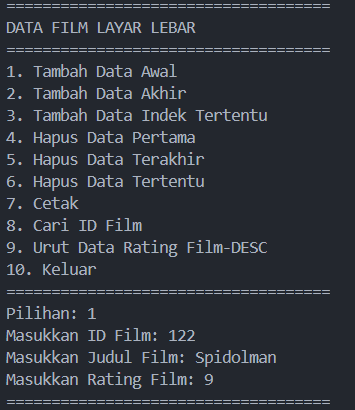 ===================================
DATA FILM LAYAR LEBAR
===================================
1. Tambah Data Awal
2. Tambah Data Akhir
3. Tambah Data Indek Tertentu
4. Hapus Data Pertama
5. Hapus Data Terakhir
6. Hapus Data Tertentu
7. Cetak
8. Cari ID Film
9. Urut Data Rating Film-DESC
10. Keluar
===================================
Pilihan: 1
Masukkan ID Film: 122
Masukkan Judul Film: Spidolman
Masukkan Rating Film: 9
===================================